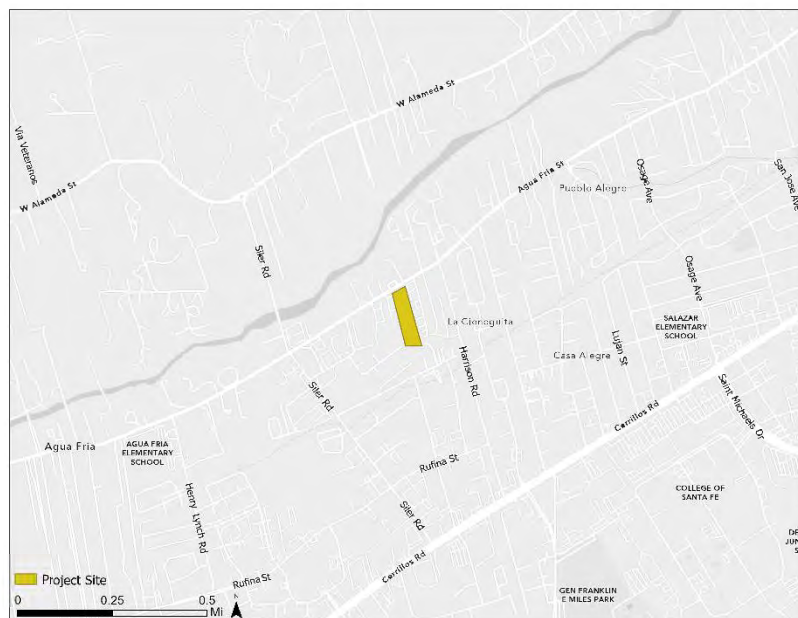 W Alameda St
Via Veteranos
Agua Fria St
Osage Ave
San Jose Ave
Pueblo Alegre
W Alameda St
Siler Rd
Osage Ave
SALAZAR
ELEMENTARY
SCHOOL
La Cieneguita
Casa Alegre
Lujan St
Harrison Rd
Siler Rd
Saint Michaels Dr
Cerrillos Rd
Agua Fria
AGUA FRIA
ELEMENTARY
SCHOOL
Rufina St
Henry Lynch Rd
COLLEGE OF
SANTA FE
Siler Rd
DE
JUN
S
Cerrillos Rd
Rufina St
GEN FRANKLIN
E MILES PARK
Project Site
0 0.25 0.5
Mi
N